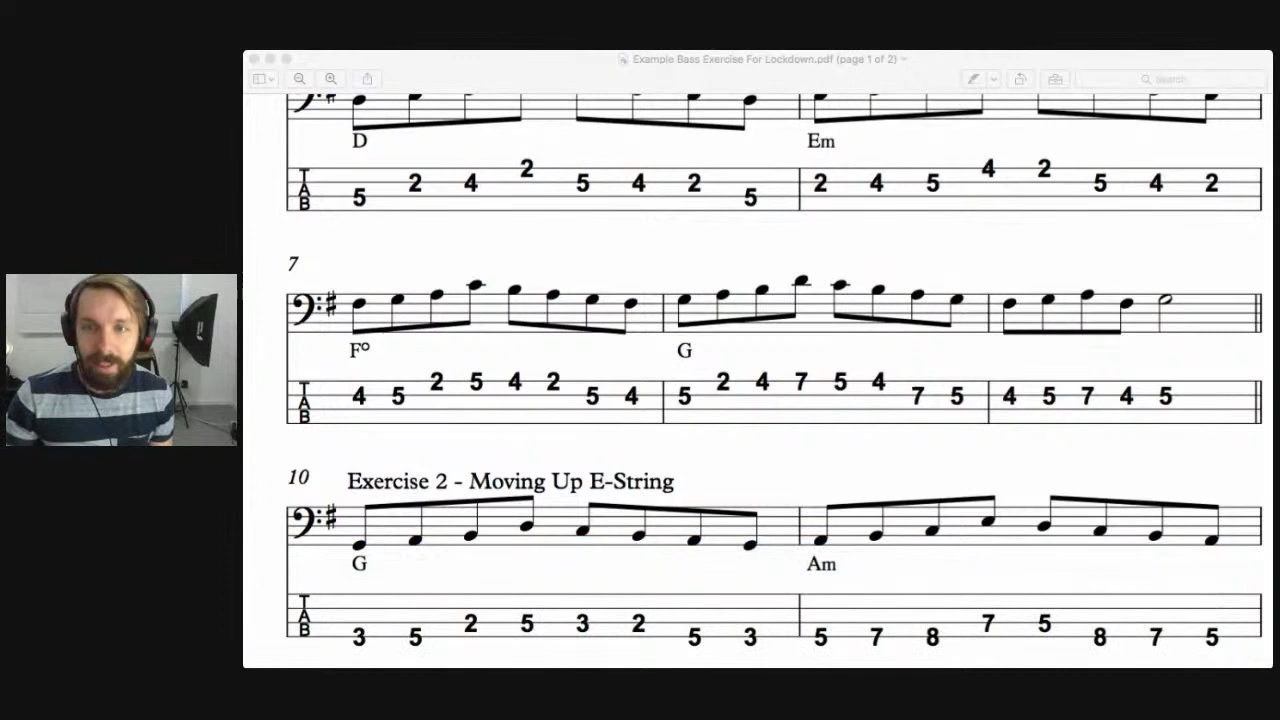 Example Bass Exercise For Lockdown.pdf (page 1 of 2)
Search
D Em
T A B
5 2 4 2 5 4 2 5 2 4 5 4 2 5 4 2
7
F° G
T A B
4 5 2 5 4 2 5 4 5 2 4 7 5 4 7 5 4 5 7 4 5
10 Exercise 2 - Moving Up E-String
G Am
T A B
3 5 2 5 3 2 5 3 5 7 8 7 5 8 7 5